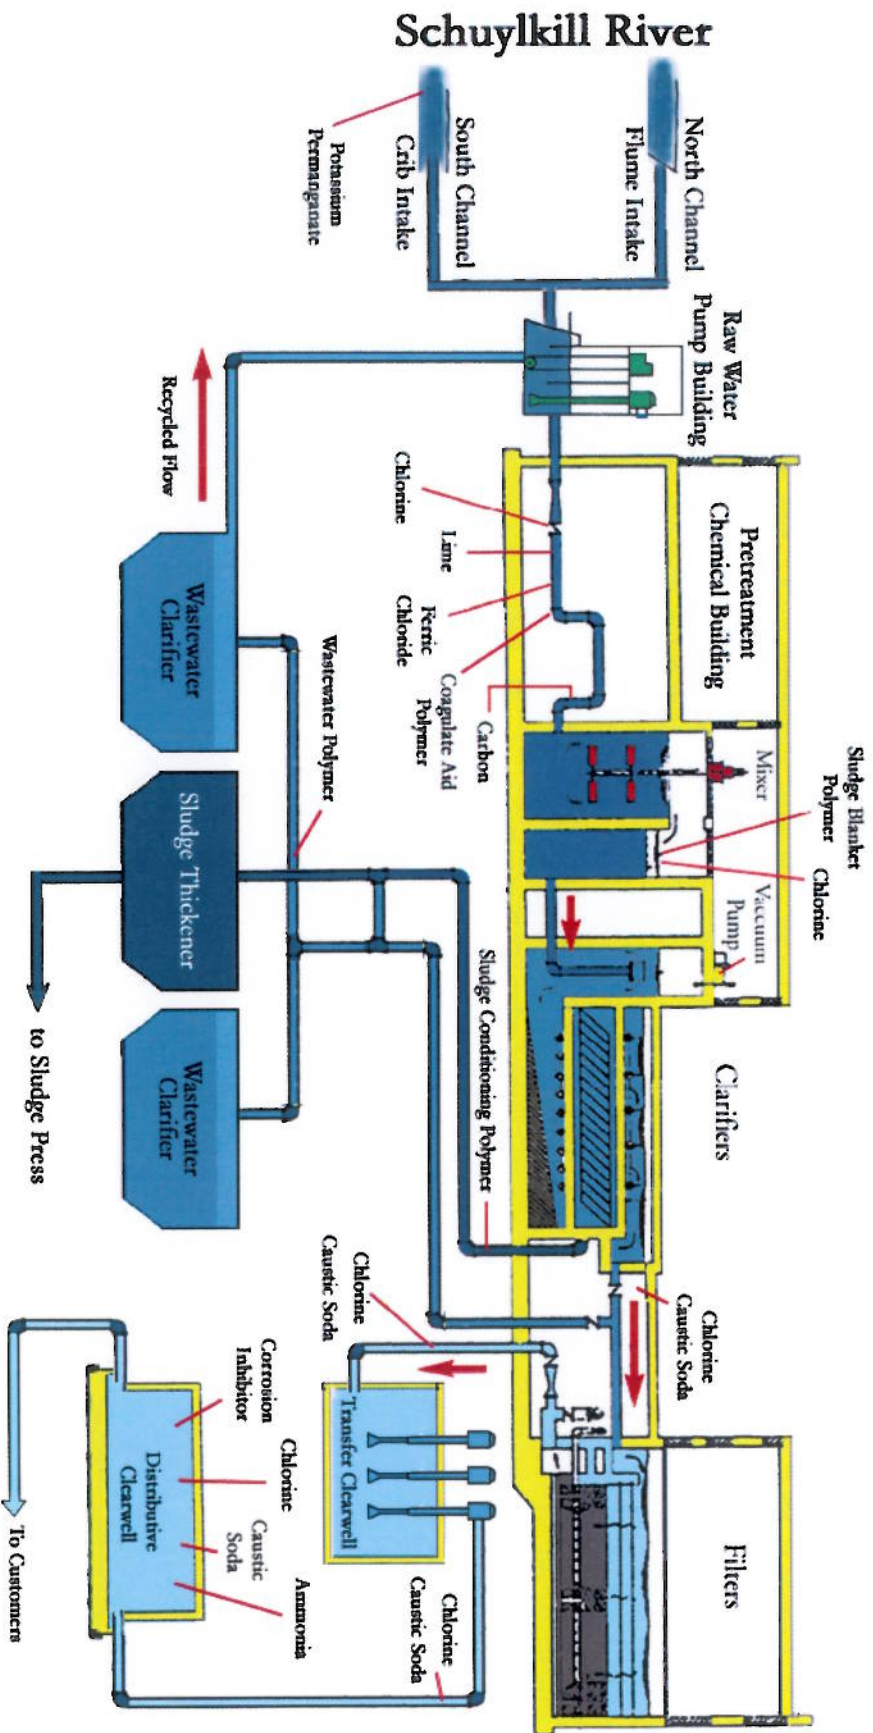 Schuylkill River
North Channel
Flume Intake
South Channel
Crib Intake
Potassium
Permanganate
Raw Water
Pump Building
Recycled Flow
Pretreatment
Chemical Building
Chlorine
Lime
Ferric
Chloride
Coagulate Aid
Polymer
Carbon
Mixer
Sludge Blanket
Polymer
Chlorine
Vaccuum
Pump
Clarifiers
Chlorine
Caustic Soda
Filters
Wastewater Polymer
Sludge Conditioning Polymer
Wastewater
Clarifier
Sludge Thickener
Wastewater
Clarifier
to Sludge Press
Chlorine
Caustic Soda
Transfer Clearwell
Chlorine
Caustic Soda
Corrosion
Inhibitor
Chlorine
Caustic
Soda
Ammonia
Distributive
Clearwell
To Customers